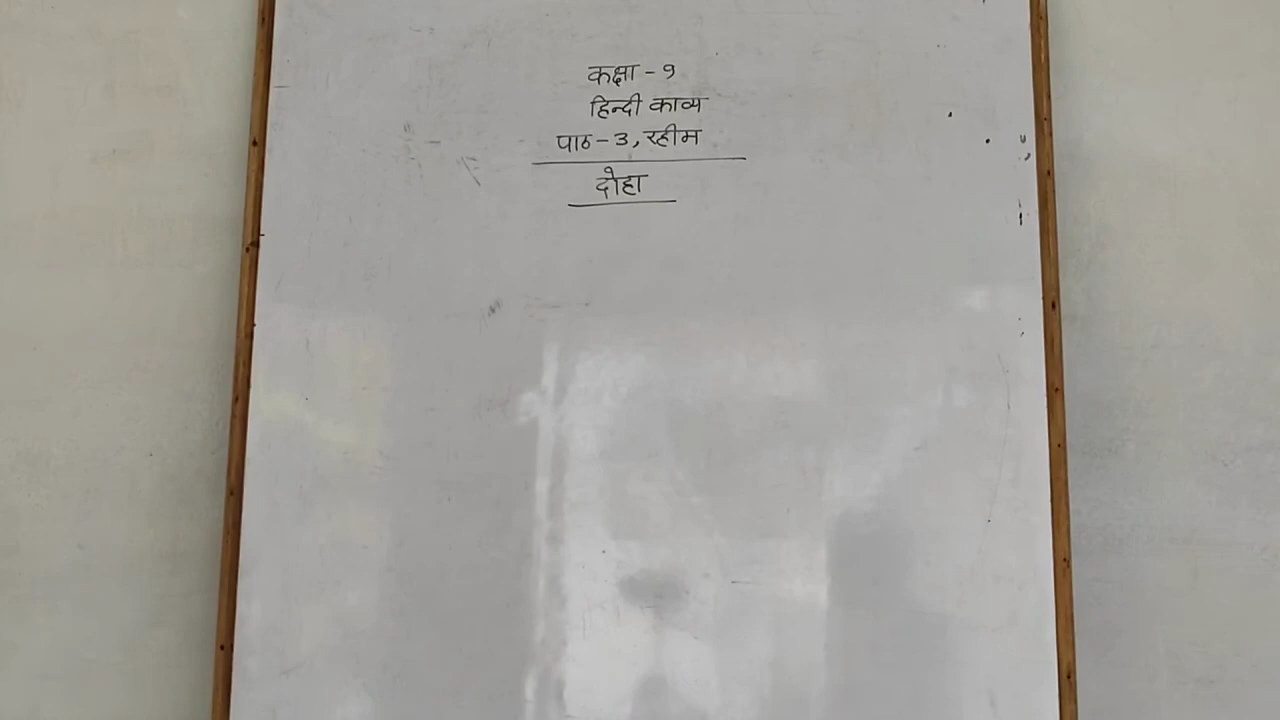 कक्षा - 9
हिन्दी काव्य
पाठ - 3, रहीम
दोहा